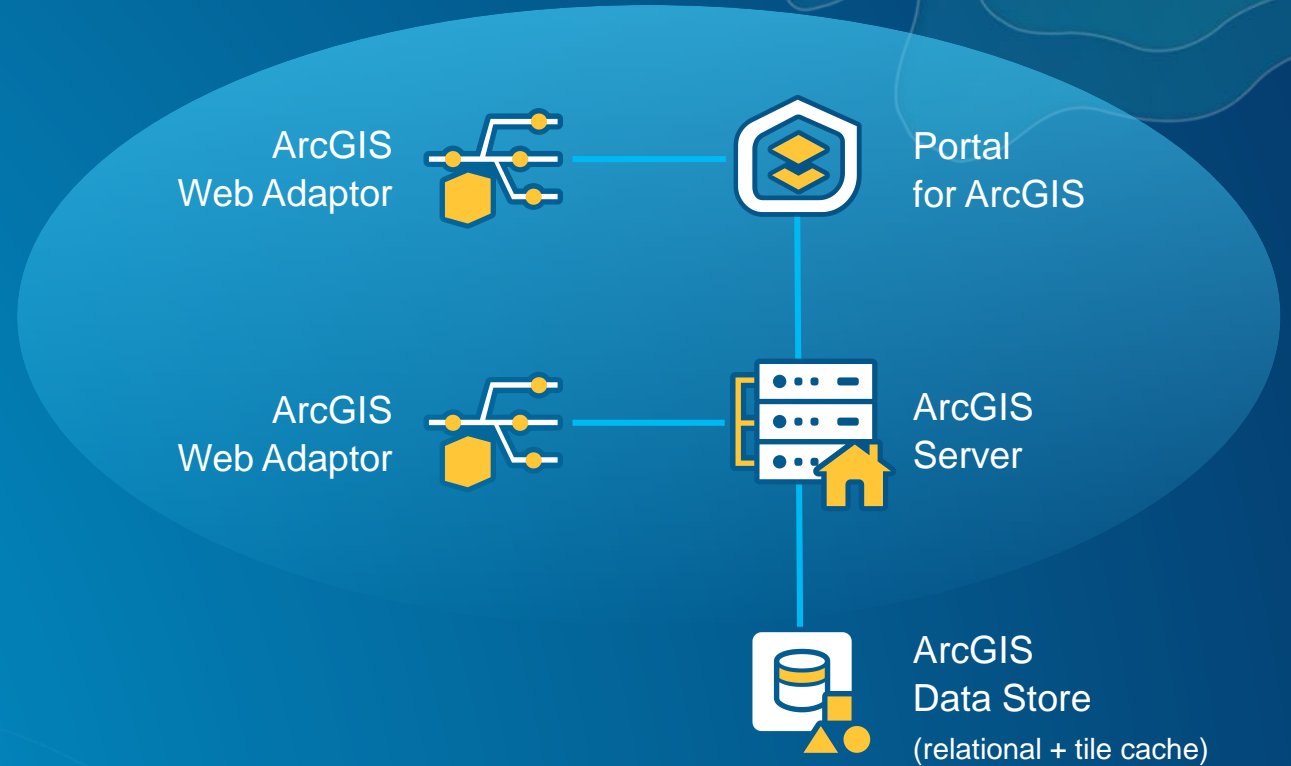 ArcGIS
Web Adaptor
Portal
for ArcGIS
ArcGIS
Web Adaptor
ArcGIS
Server
ArcGIS
Data Store
(relational + tile cache)